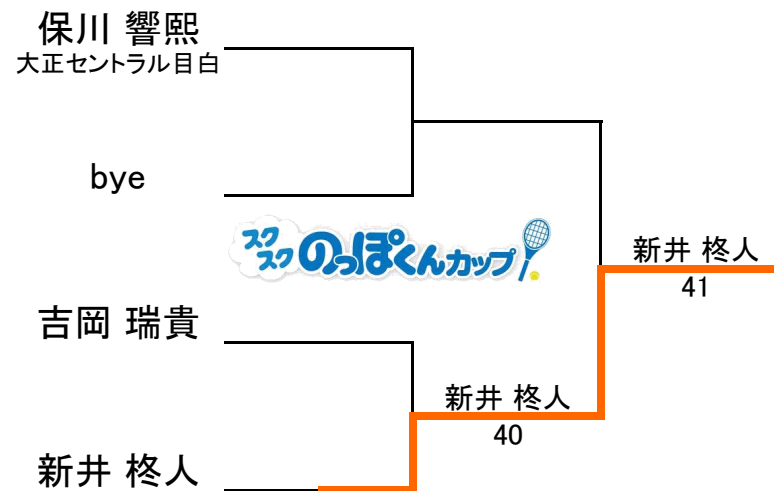 保川 響熙
大正セントラル目白
bye
スクスクのっぽくんカップ
新井 柊人
41
吉岡 瑞貴
新井 柊人
40
新井 柊人